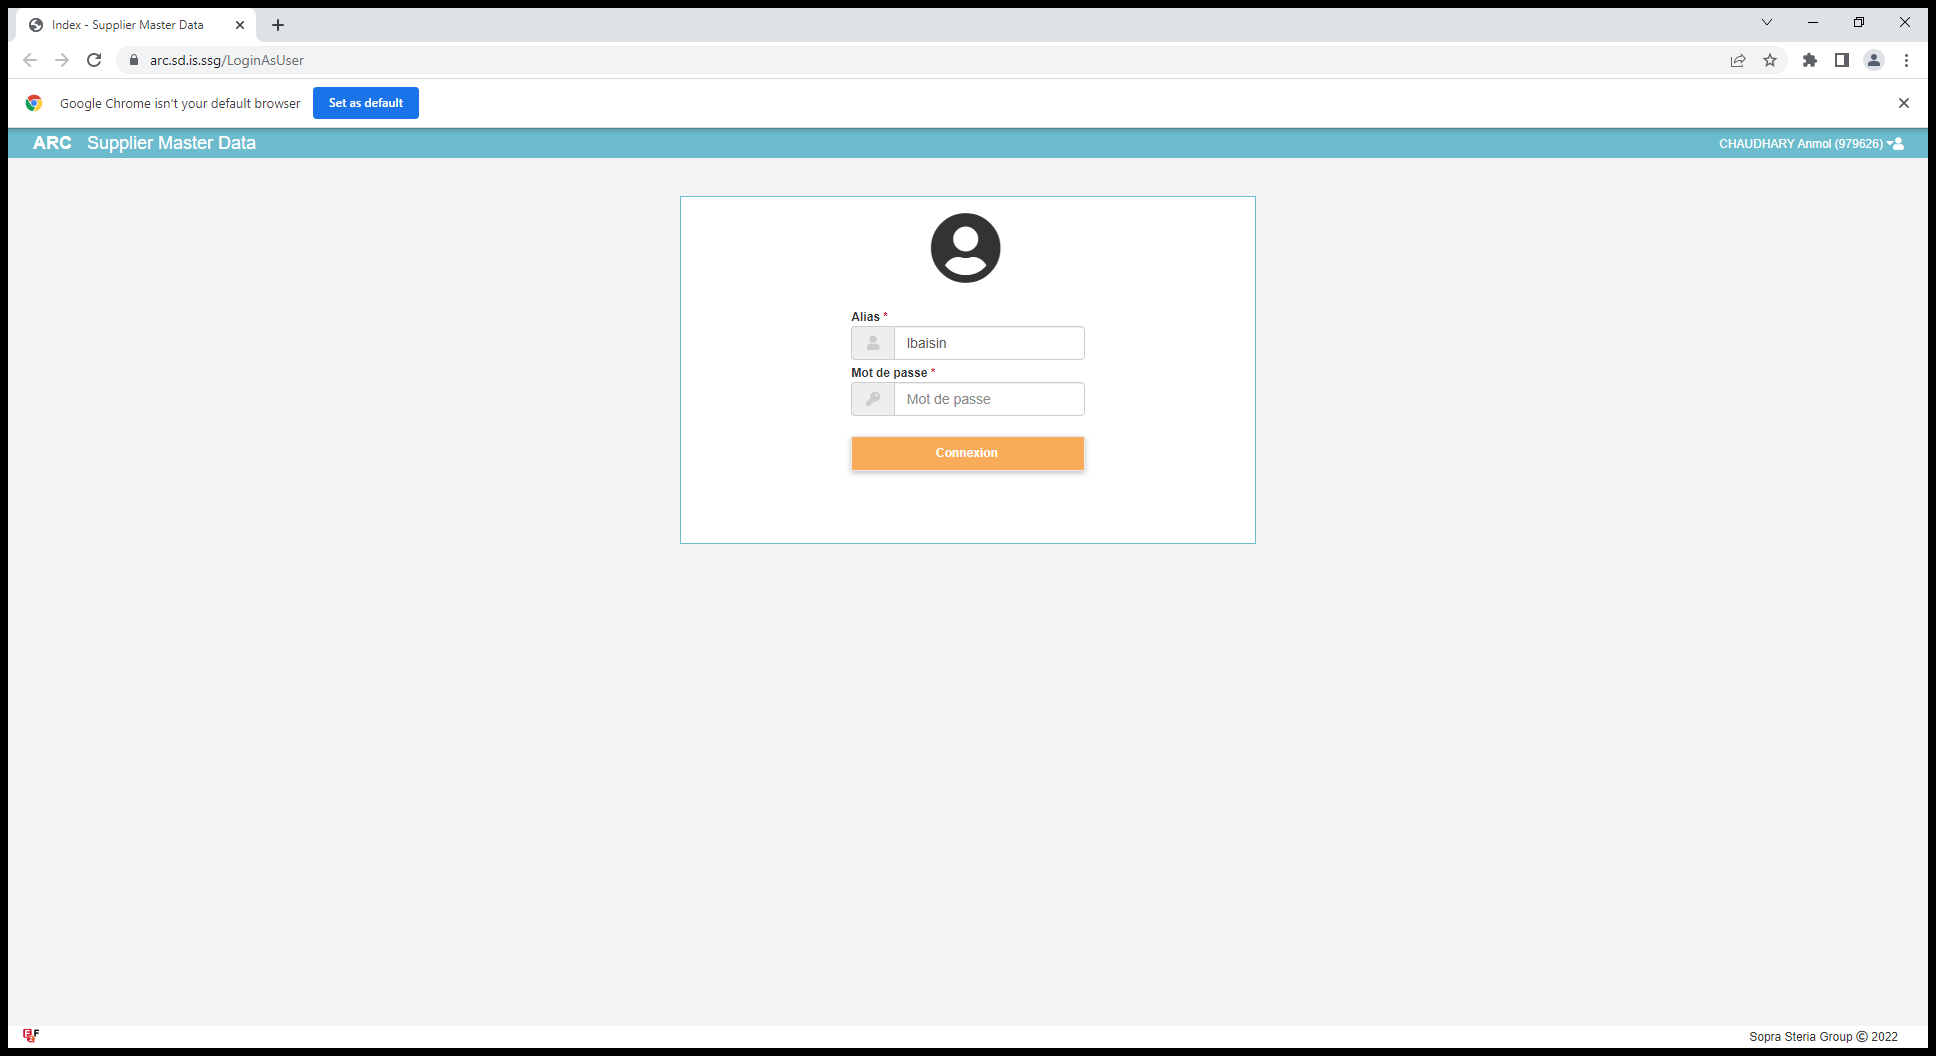 Index - Supplier Master Data
arc.sd.is.ssg/LoginAsUser
Google Chrome isn't your default browser
Set as default
ARC Supplier Master Data
CHAUDHARY Anmol (979626)
Alias *
lbaisin
Mot de passe *
Mot de passe
Connexion
Sopra Steria Group © 2022